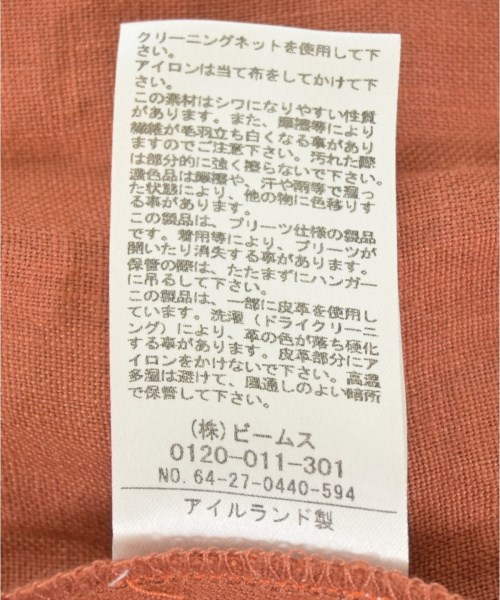 クリーニングネットを使用して下
さい。
アイロンは当て布をしてかけて下
さい。
この素材はシワになりやすい性質
があります。また、摩擦等により
繊維が毛羽立ち白くなる事があり
ますのでご注意下さい。汚れた際
は部分的に強く擦らないで下さい。
濃色品は摩擦や、汗や雨等で湿っ
た状態により、他の物に色移りす
る事があります。
この製品は、プリーツ仕様の製品
です。着用等により、プリーツが
開いたり消失する事があります。
保管の際は、たたまずにハンガー
に吊るして下さい。
この製品は、一部に皮革を使用し
ています。洗濯（ドライクリーニ
ング）により、革の色が落ち硬化
する事があります。皮革部分にア
イロンをかけないで下さい。高温
多湿は避けて、風通しのよい暗所
で保管して下さい。
(株)ビームス
0120-011-301
NO. 64-27-0440-594
アイルランド製